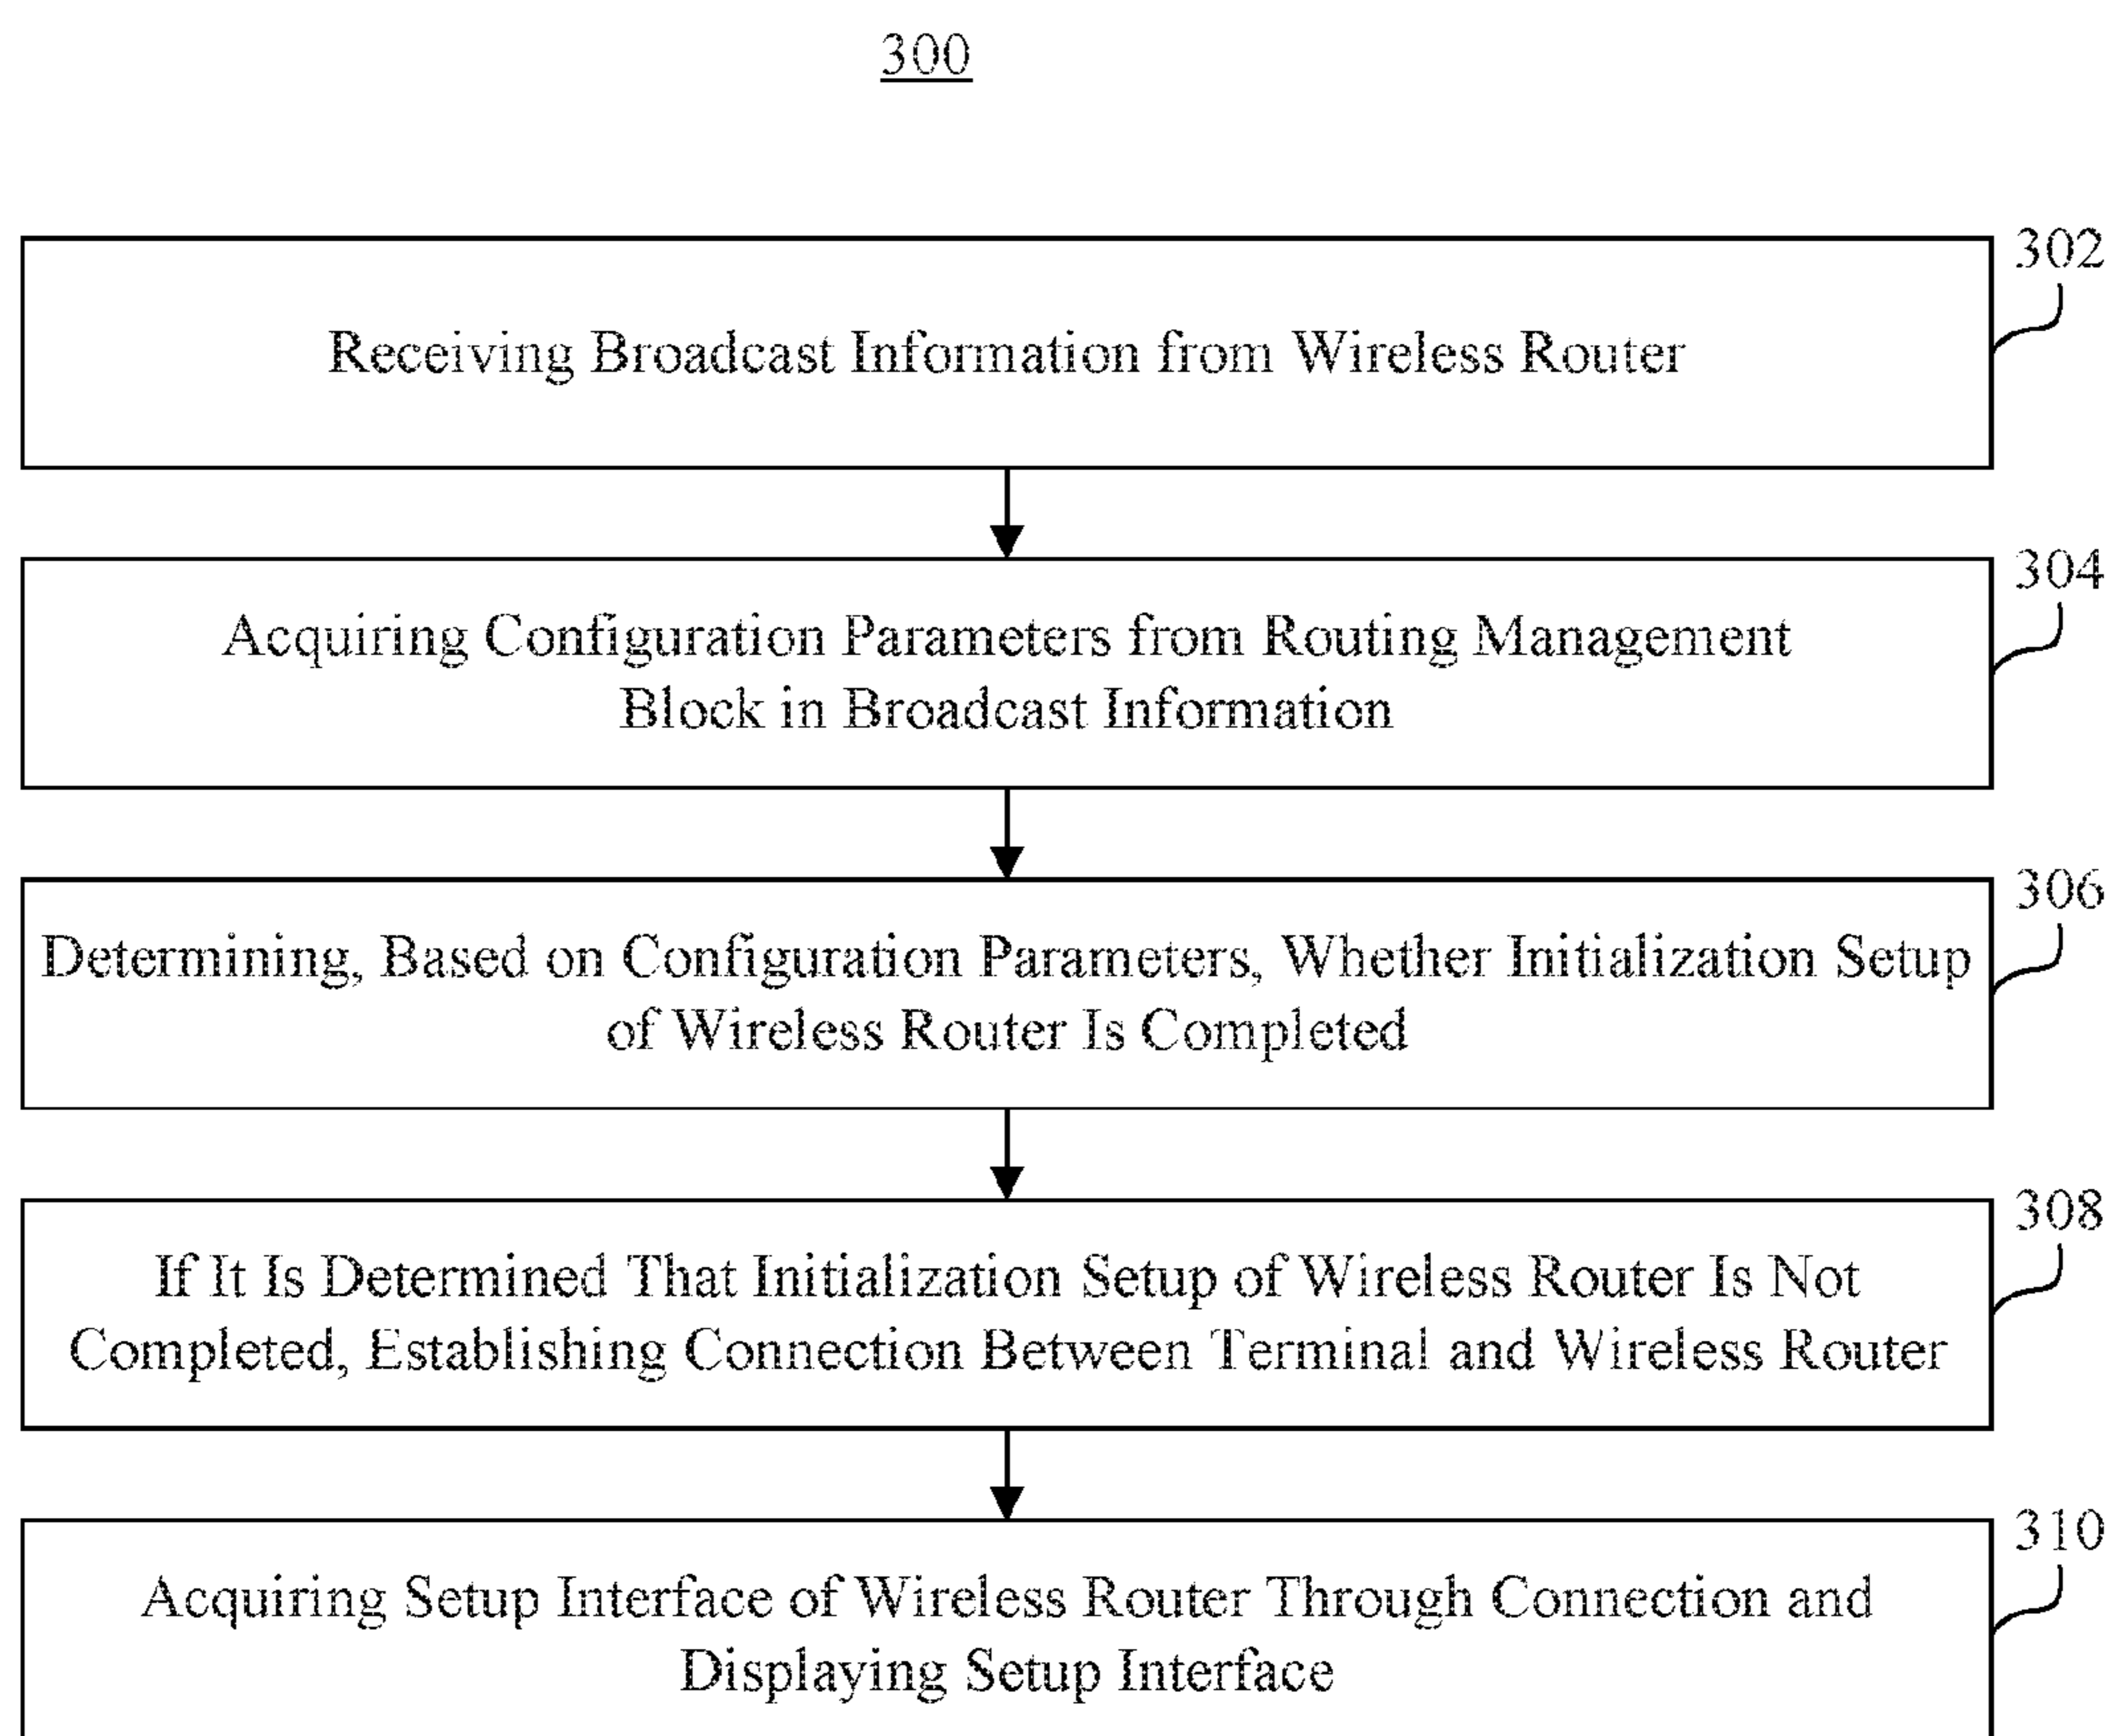 300
302
Receiving Broadcast Information from Wireless Router
304
Acquiring Configuration Parameters from Routing Management
Block in Broadcast Information
306
Determining, Based on Configuration Parameters, Whether Initialization Setup
of Wireless Router Is Completed
308
If It Is Determined That Initialization Setup of Wireless Router Is Not
Completed, Establishing Connection Between Terminal and Wireless Router
310
Acquiring Setup Interface of Wireless Router Through Connection and
Displaying Setup Interface